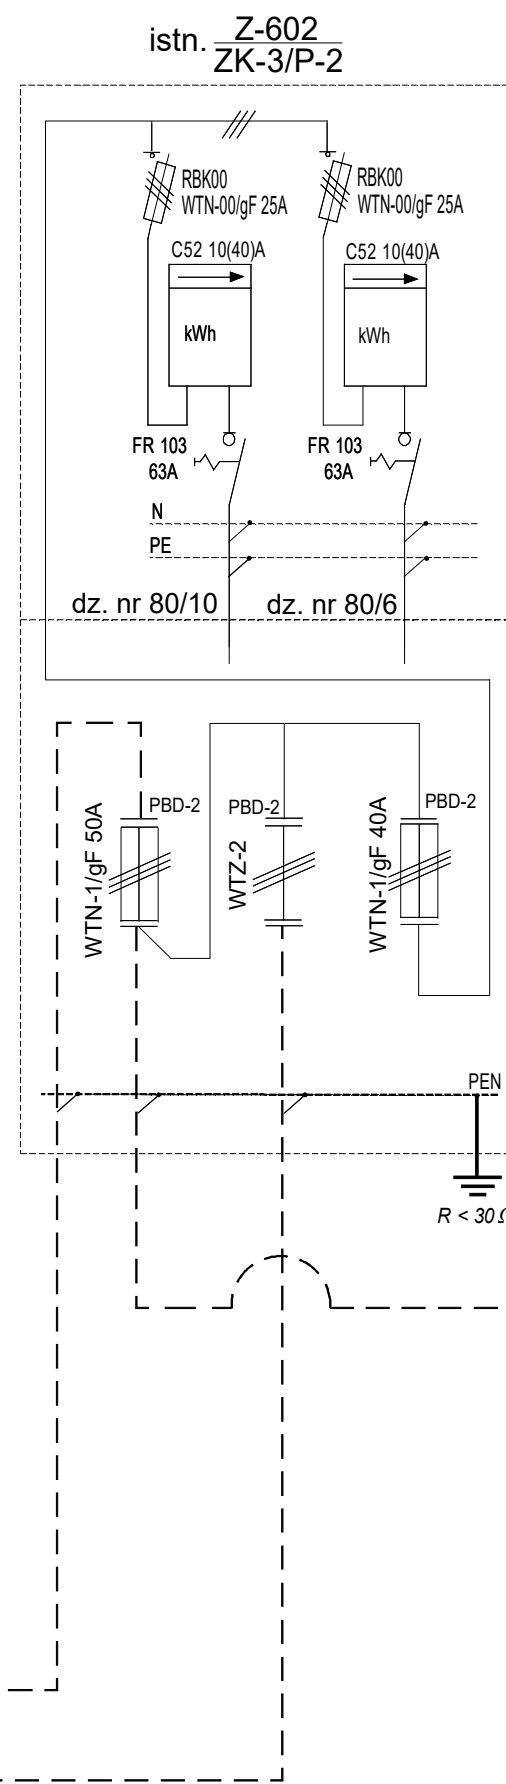 istn. Z-602
ZK-3/P-2
RBK00
WTN-00/gF 25A
RBK00
WTN-00/gF 25A
C52 10(40)A
C52 10(40)A
kWh
kWh
FR 103
63A
FR 103
63A
N
PE
dz. nr 80/10
dz. nr 80/6
WTN-1/gF 50A
PBD-2
WTZ-2
PBD-2
WTN-1/gF 40A
PBD-2
PEN
R < 30 Ω